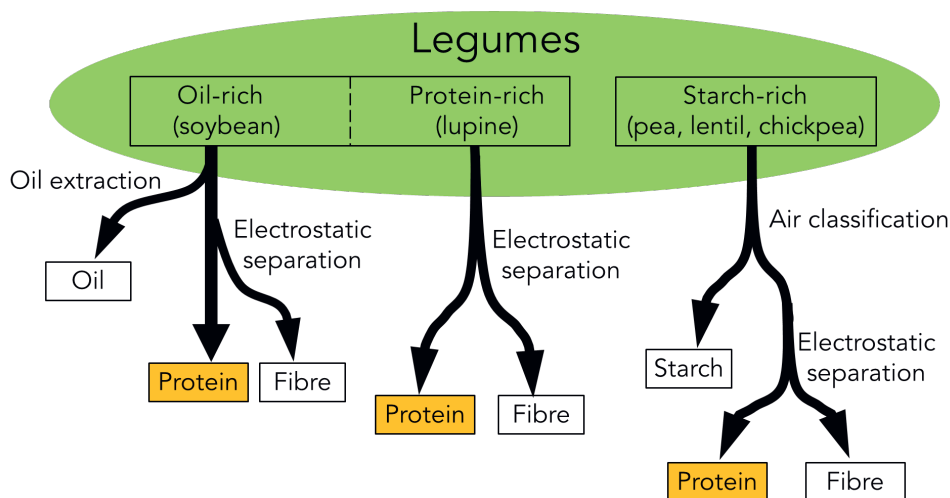 Legumes
Oil-rich
(soybean)
Protein-rich
(lupine)
Starch-rich
(pea, lentil, chickpea)
Oil extraction
Oil
Electrostatic
separation
Protein
Fibre
Electrostatic
separation
Protein
Fibre
Air classification
Starch
Electrostatic
separation
Protein
Fibre